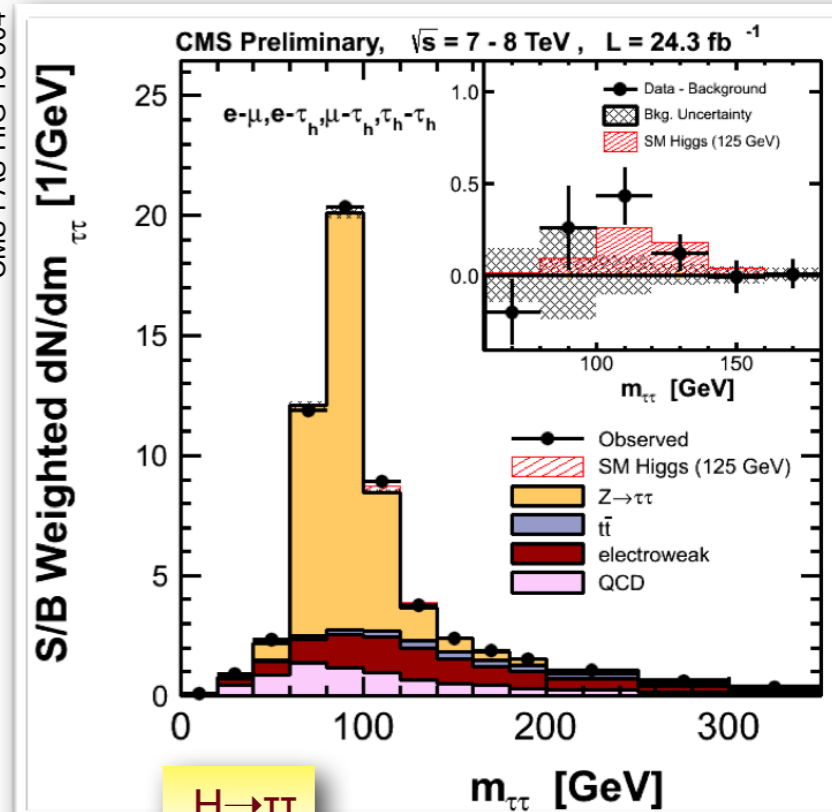 CMS Preliminary, √s = 7 - 8 TeV , L = 24.3 fb -1
S/B Weighted dN/dm ττ [1/GeV]
25
20
15
10
5
0
e-μ,e-τh,μ-τh,τh-τh
1.0
0.5
0.0
Data - Background
Bkg. Uncertainty
SM Higgs (125 GeV)
100 150
mττ [GeV]
Observed
SM Higgs (125 GeV)
Z→ττ
tt̄
electroweak
QCD
0 100 200 300
mττ [GeV]
H→ττ